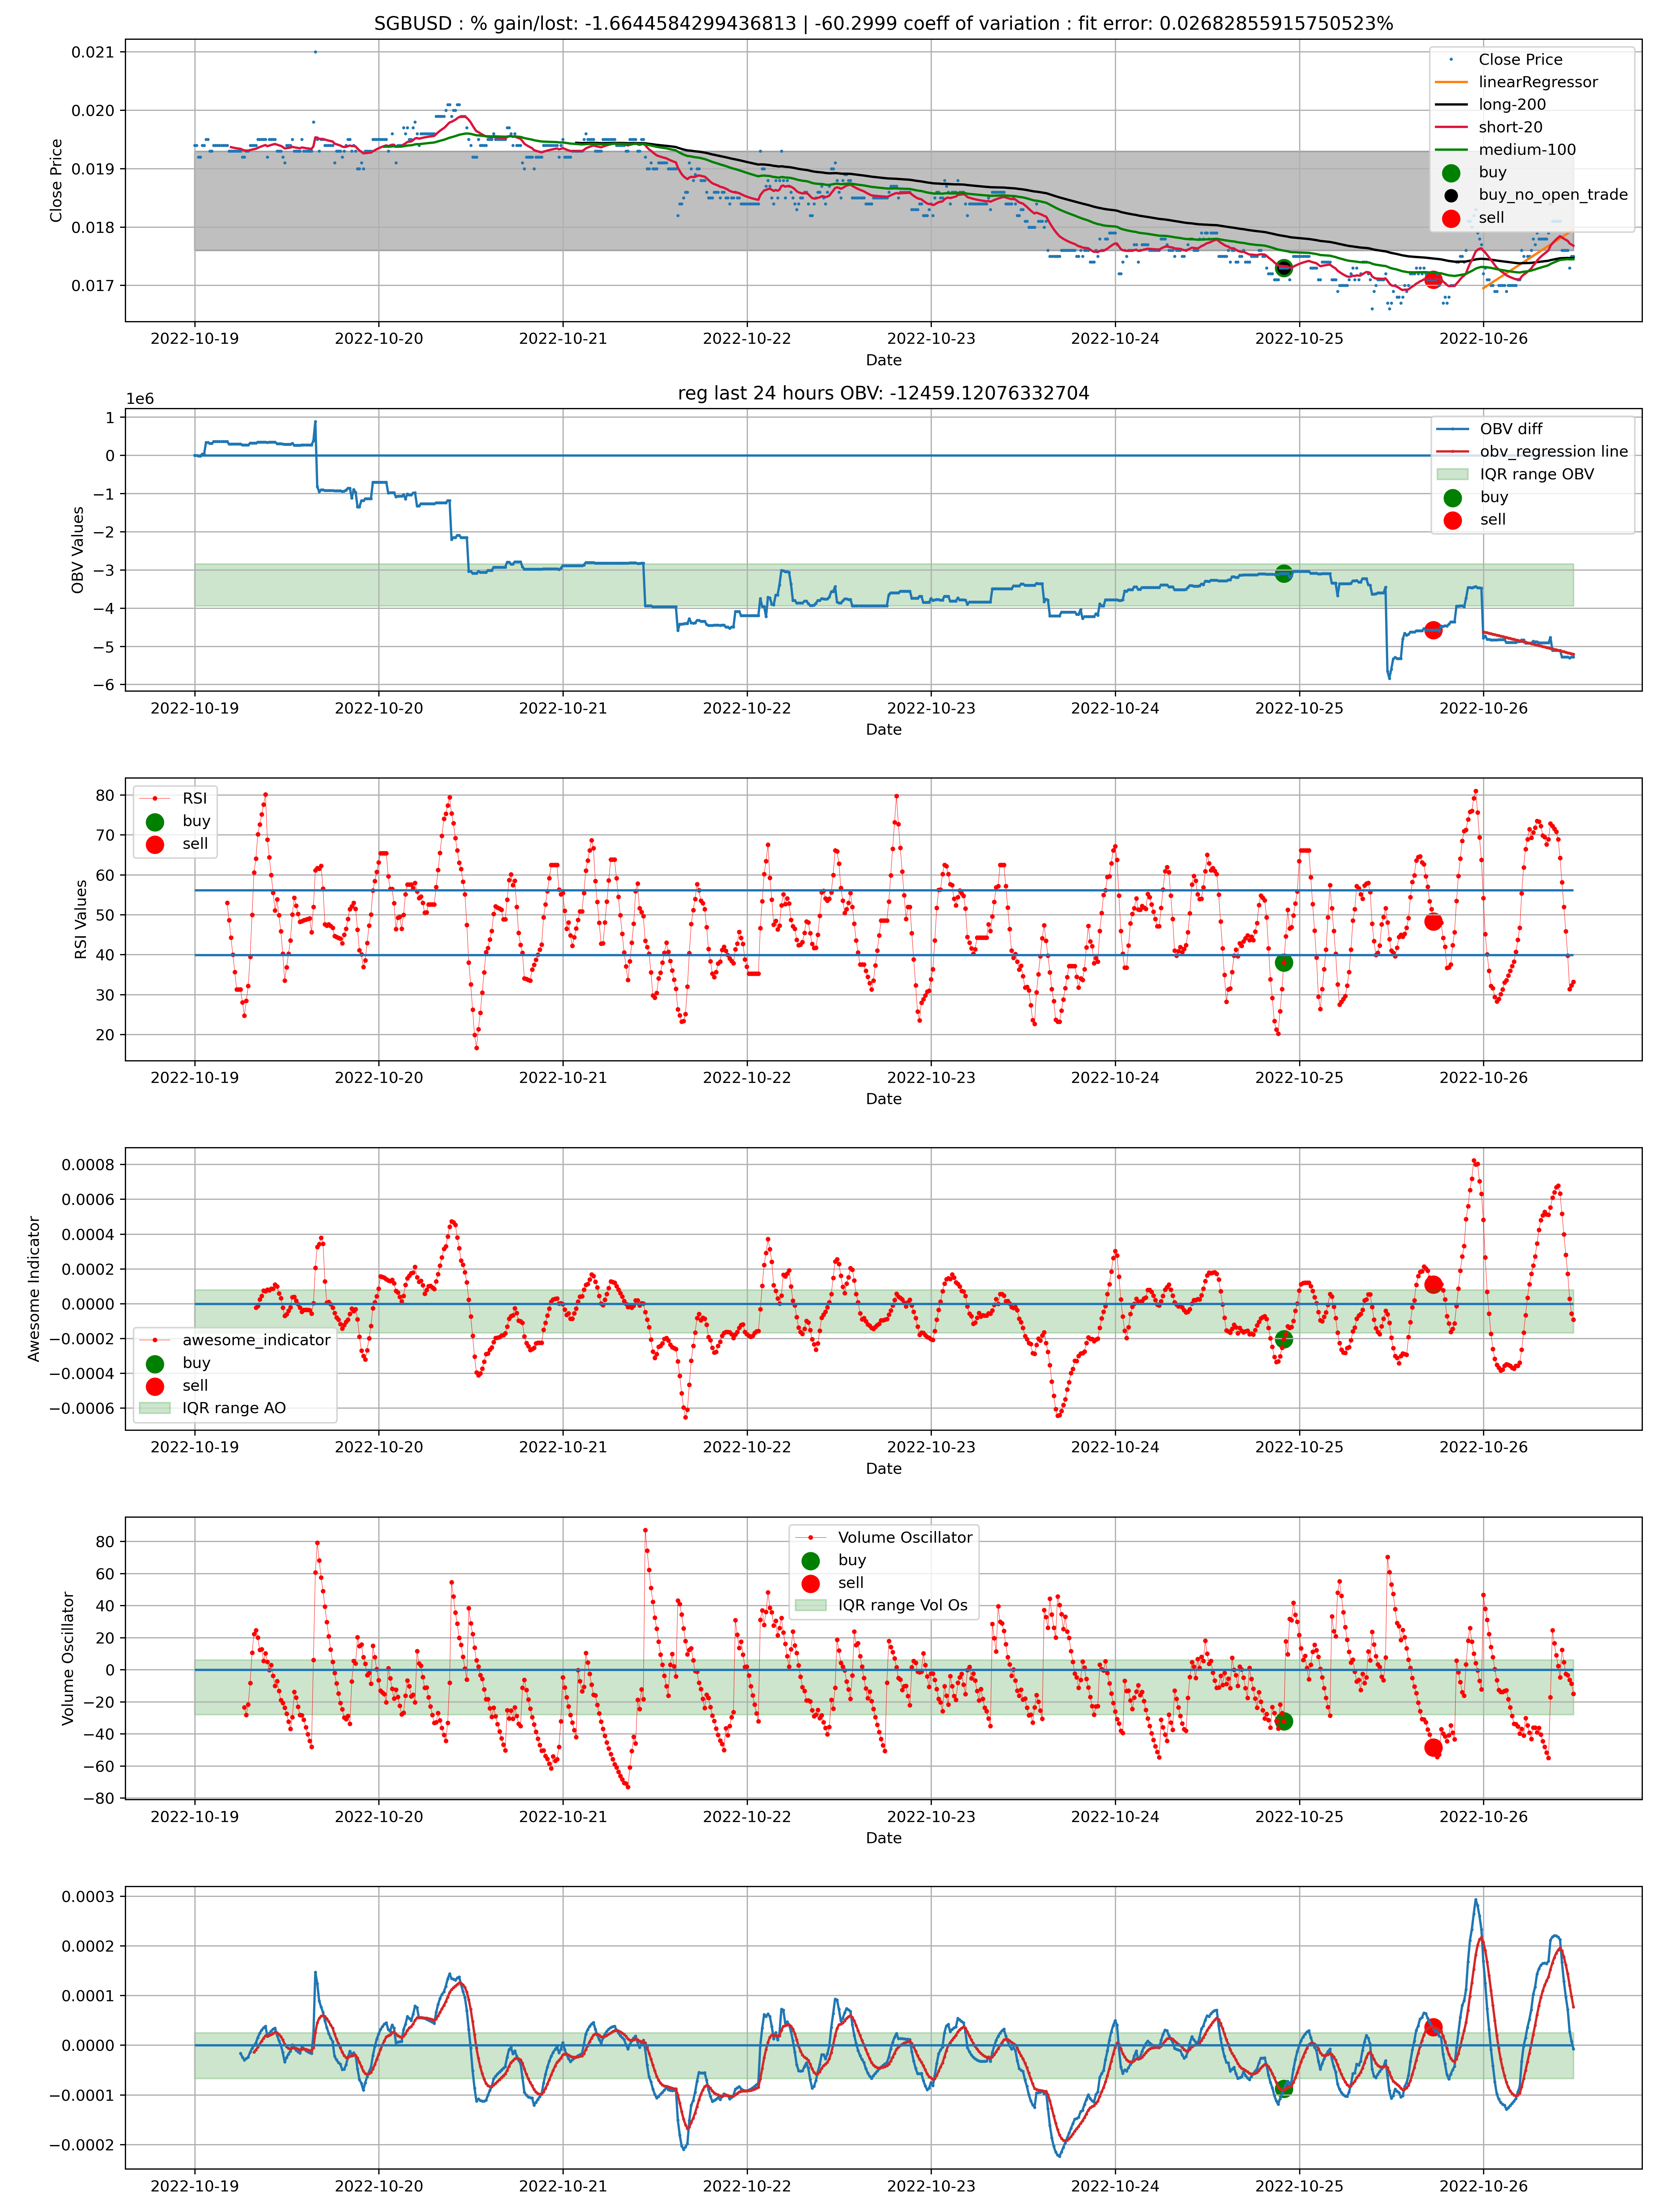 SGBUSD : % gain/lost: -1.6644584299436813 | -60.2999 coeff of variation : fit error: 0.02682855915750523%
0.021
0.020
0.019
0.018
0.017
Close Price
Close Price
linearRegressor
long-200
short-20
medium-100
buy
buy_no_open_trade
sell
2022-10-19 2022-10-20 2022-10-21 2022-10-22 2022-10-23 2022-10-24 2022-10-25 2022-10-26
Date
reg last 24 hours OBV: -12459.12076332704
1e6
1
0
−1
−2
−3
−4
−5
−6
OBV Values
OBV diff
obv_regression line
IQR range OBV
buy
sell
2022-10-19 2022-10-20 2022-10-21 2022-10-22 2022-10-23 2022-10-24 2022-10-25 2022-10-26
Date
80
70
60
50
40
30
20
RSI Values
RSI
buy
sell
2022-10-19 2022-10-20 2022-10-21 2022-10-22 2022-10-23 2022-10-24 2022-10-25 2022-10-26
Date
0.0008
0.0006
0.0004
0.0002
0.0000
−0.0002
−0.0004
−0.0006
Awesome Indicator
awesome_indicator
buy
sell
IQR range AO
2022-10-19 2022-10-20 2022-10-21 2022-10-22 2022-10-23 2022-10-24 2022-10-25 2022-10-26
Date
80
60
40
20
0
−20
−40
−60
−80
Volume Oscillator
Volume Oscillator
buy
sell
IQR range Vol Os
2022-10-19 2022-10-20 2022-10-21 2022-10-22 2022-10-23 2022-10-24 2022-10-25 2022-10-26
Date
0.0003
0.0002
0.0001
0.0000
−0.0001
−0.0002
2022-10-19 2022-10-20 2022-10-21 2022-10-22 2022-10-23 2022-10-24 2022-10-25 2022-10-26